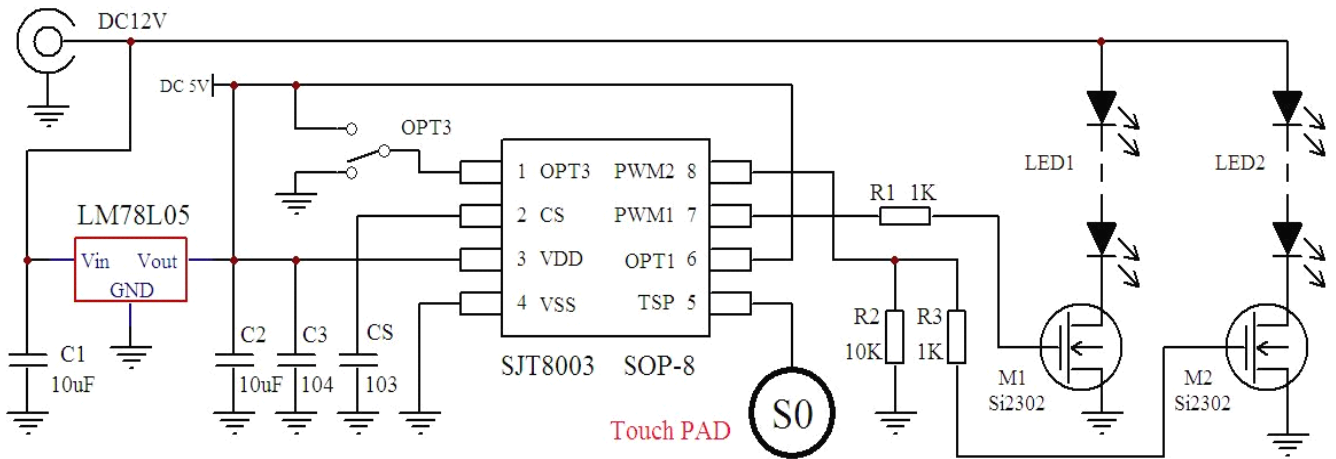 DC12V
DC 5V
OPT3
LM78L05
Vin Vout
GND
1 OPT3 PWM2 8
2 CS PWM1 7
3 VDD OPT1 6
4 VSS TSP 5
SJT8003 SOP-8
C1
10uF
C2
10uF
C3
104
CS
103
Touch PAD
S0
R1 1K
R2
10K
R3
1K
LED1
LED2
M1
Si2302
M2
Si2302